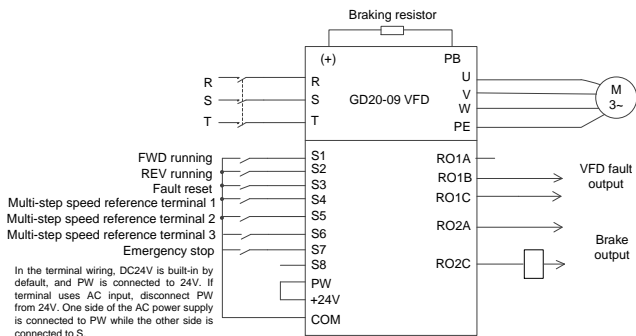 Braking resistor
(+)
PB
R
S
T
R
S
T
GD20-09 VFD
U
V
W
PE
M
3~
FWD running
REV running
Fault reset
Multi-step speed reference terminal 1
Multi-step speed reference terminal 2
Multi-step speed reference terminal 3
Emergency stop
S1
S2
S3
S4
S5
S6
S7
S8
PW
+24V
COM
RO1A
RO1B
RO1C
RO2A
RO2C
VFD fault
output
Brake
output
In the terminal wiring, DC24V is built-in by
default, and PW is connected to 24V. If
terminal uses AC input, disconnect PW
from 24V. One side of the AC power supply
is connected to PW while the other side is
connected to S.